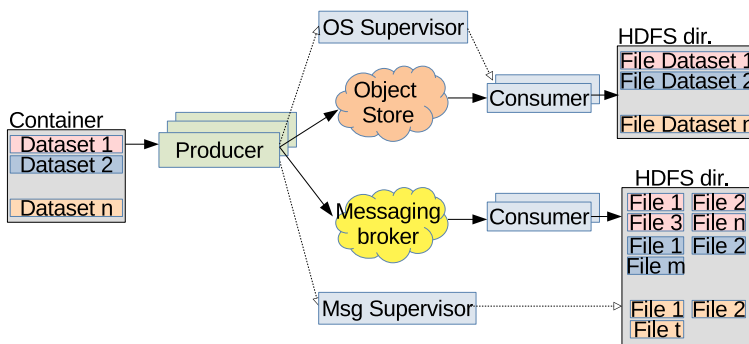 OS Supervisor
HDFS dir.
File Dataset 1
File Dataset 2
File Dataset n
Object
Store
Consumer
Container
Dataset 1
Dataset 2
Dataset n
Producer
HDFS dir.
Messaging
broker
Consumer
File 1 File 2
File 3 File n
File 1 File 2
File m
File 1 File 2
File t
Msg Supervisor